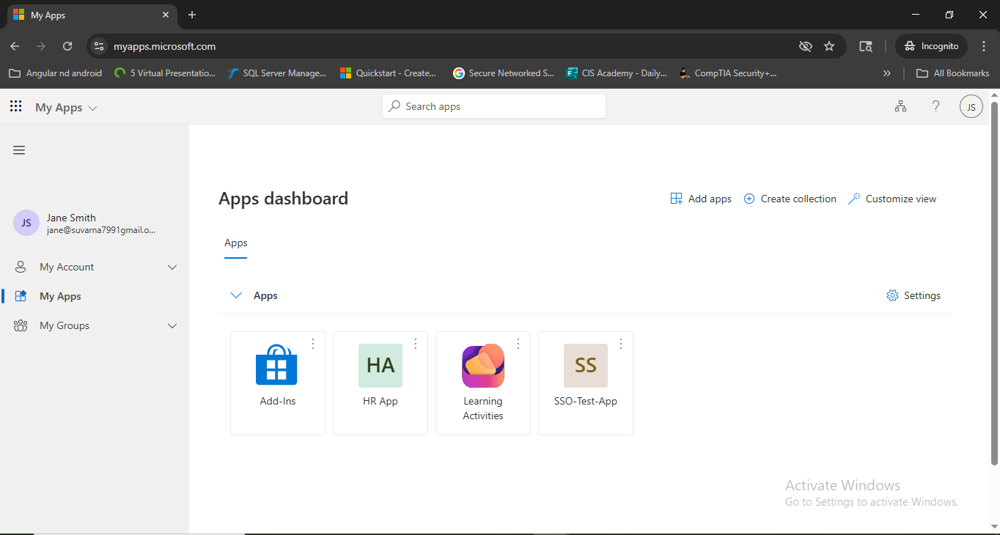 My Apps
myapps.microsoft.com
Incognito
Angular nd android
5 Virtual Presentatio...
SQL Server Manage...
Quickstart - Create...
Secure Networked S...
CIS Academy - Daily...
CompTIA Security+...
All Bookmarks
My Apps
Search apps
?
JS
Apps dashboard
Add apps
Create collection
Customize view
JS
Jane Smith
jane@suvarna7991gmail.o...
Apps
My Account
My Apps
My Groups
Apps
Settings
HA
SS
Add-Ins
HR App
Learning
Activities
SSO-Test-App
Activate Windows
Go to Settings to activate Windows.